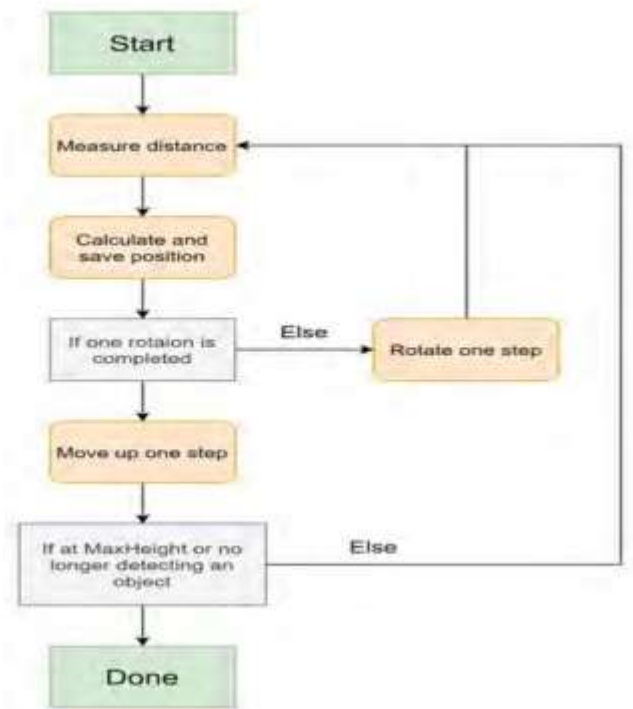 Start
Measure distance
Calculate and
save position
If one rotaion is
completed
Else
Rotate one step
Move up one step
If at MaxHeight or no
longer detecting an
object
Else
Done